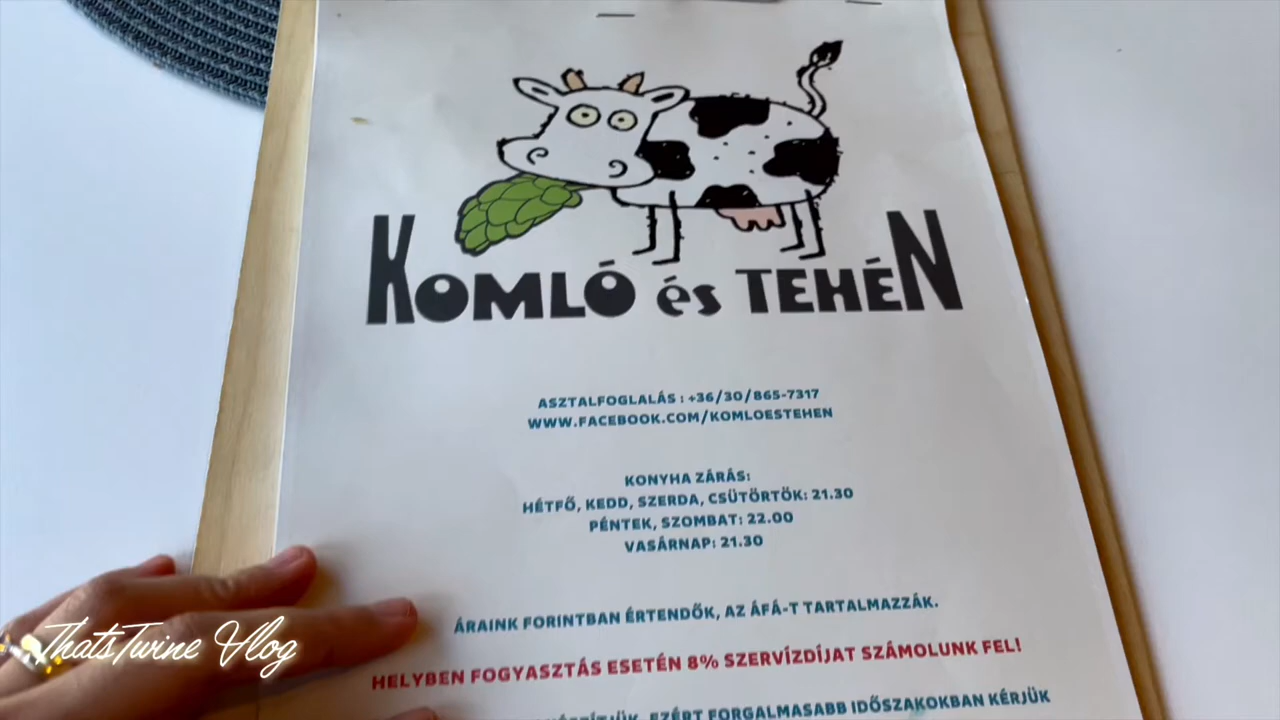 KOMLÓ és TEHÉN
ASZTALFOGLALÁS : +36/30/865-7317
WWW.FACEBOOK.COM/KOMLOESTEHEN
KONYHA ZÁRÁS:
HÉTFŐ, KEDD, SZERDA, CSÜTÖRTÖK: 21.30
PÉNTEK, SZOMBAT: 22.00
VASÁRNAP: 21.30
ÁRAINK FORINTBAN ÉRTENDŐK, AZ ÁFÁ-T TARTALMAZZÁK.
HELYBEN FOGYASZTÁS ESETÉN 8% SZERVÍZDÍJAT SZÁMOLUNK FEL!
EZÉRT FORGALMASABB IDŐSZAKOKBAN KÉRJÜK
ThatsTwine Vlog